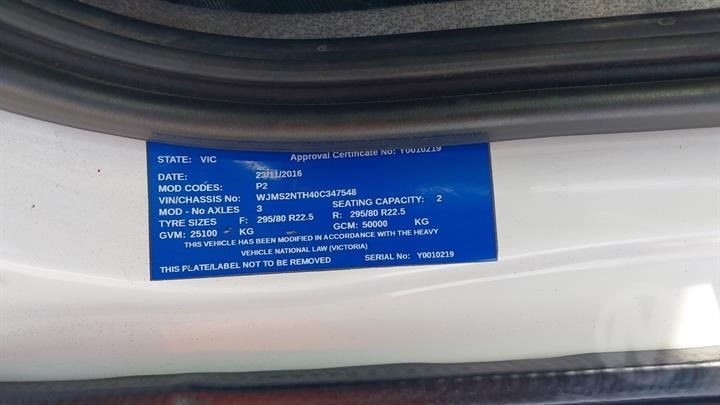 STATE: VIC Approval Certificate No: Y0010219
DATE: 23/11/2016
MOD CODES: P2
VIN/CHASSIS No: WJMS2NTH40C347548
MOD - No AXLES 3 SEATING CAPACITY: 2
TYRE SIZES F: 295/80 R22.5 R: 295/80 R22.5
GVM: 25100 KG GCM: 50000 KG
THIS VEHICLE HAS BEEN MODIFIED IN ACCORDANCE WITH THE HEAVY
VEHICLE NATIONAL LAW (VICTORIA)
THIS PLATE/LABEL NOT TO BE REMOVED SERIAL No: Y0010219